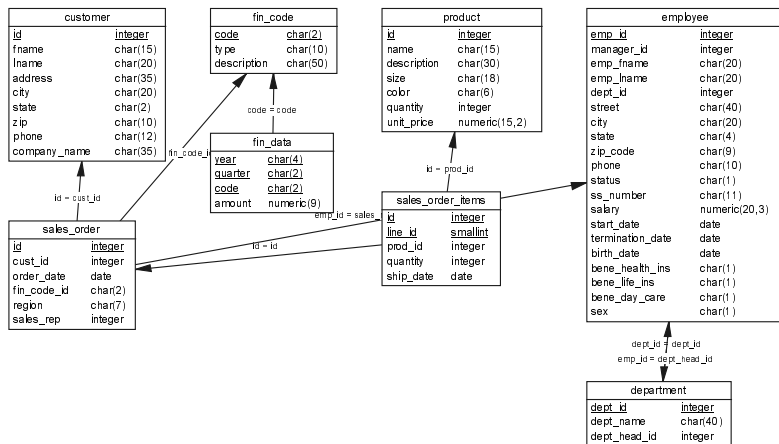 customer
id integer
fname char(15)
lname char(20)
address char(35)
city char(20)
state char(2)
zip char(10)
phone char(12)
company_name char(35)
fin_code
code char(2)
type char(10)
description char(50)
product
id integer
name char(15)
description char(30)
size char(18)
color char(6)
quantity integer
unit_price numeric(15,2)
employee
emp_id integer
manager_id integer
emp_fname char(20)
emp_lname char(20)
dept_id integer
street char(40)
city char(20)
state char(4)
zip_code char(9)
phone char(10)
status char(1)
ss_number char(11)
salary numeric(20,3)
start_date date
termination_date date
birth_date date
bene_health_ins char(1)
bene_life_ins char(1)
bene_day_care char(1)
sex char(1)
code = code
fin_code_i
fin_data
year char(4)
quarter char(2)
code char(2)
amount numeric(9)
id = prod_id
id = cust_id
sales_order_items
id integer
line_id smallint
prod_id integer
quantity integer
ship_date date
emp_id = sales_
id = id
sales_order
id integer
cust_id integer
order_date date
fin_code_id char(2)
region char(7)
sales_rep integer
dept_id = dept_id
emp_id = dept_head_id
department
dept_id integer
dept_name char(40)
dept_head_id integer